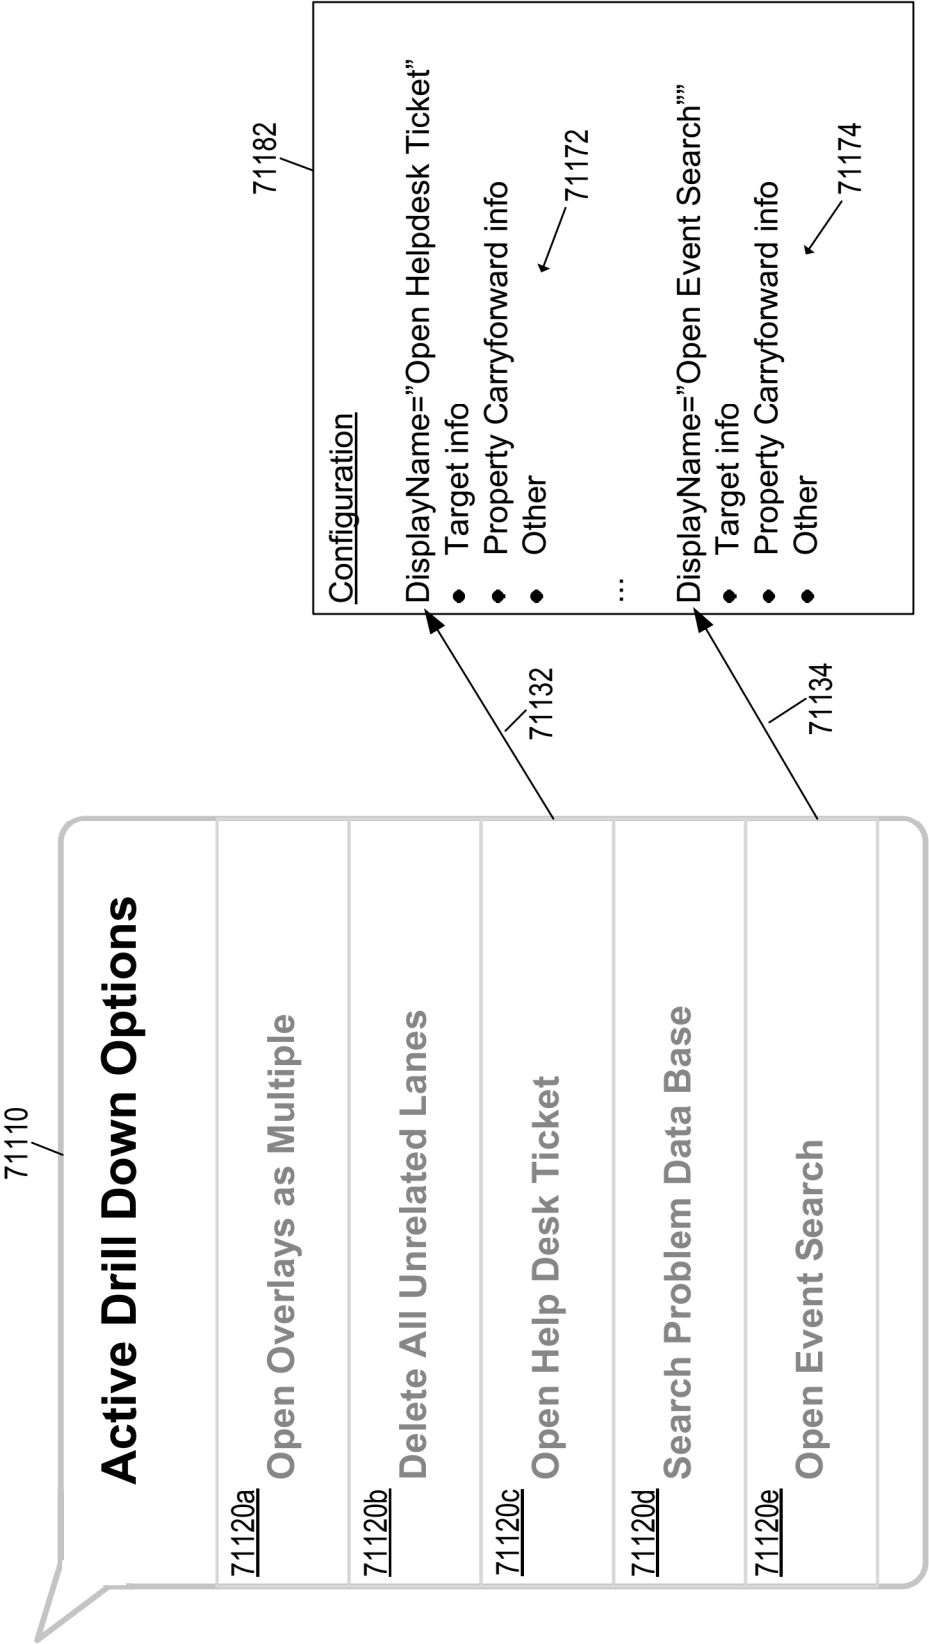 71110
Active Drill Down Options
71120a
Open Overlays as Multiple
71120b
Delete All Unrelated Lanes
71120c
Open Help Desk Ticket
71120d
Search Problem Data Base
71120e
Open Event Search
71132
71134
71182
Configuration
DisplayName=”Open Helpdesk Ticket”
• Target info
• Property Carryforward info
• Other
71172
...
DisplayName=”Open Event Search””
• Target info
• Property Carryforward info
• Other
71174